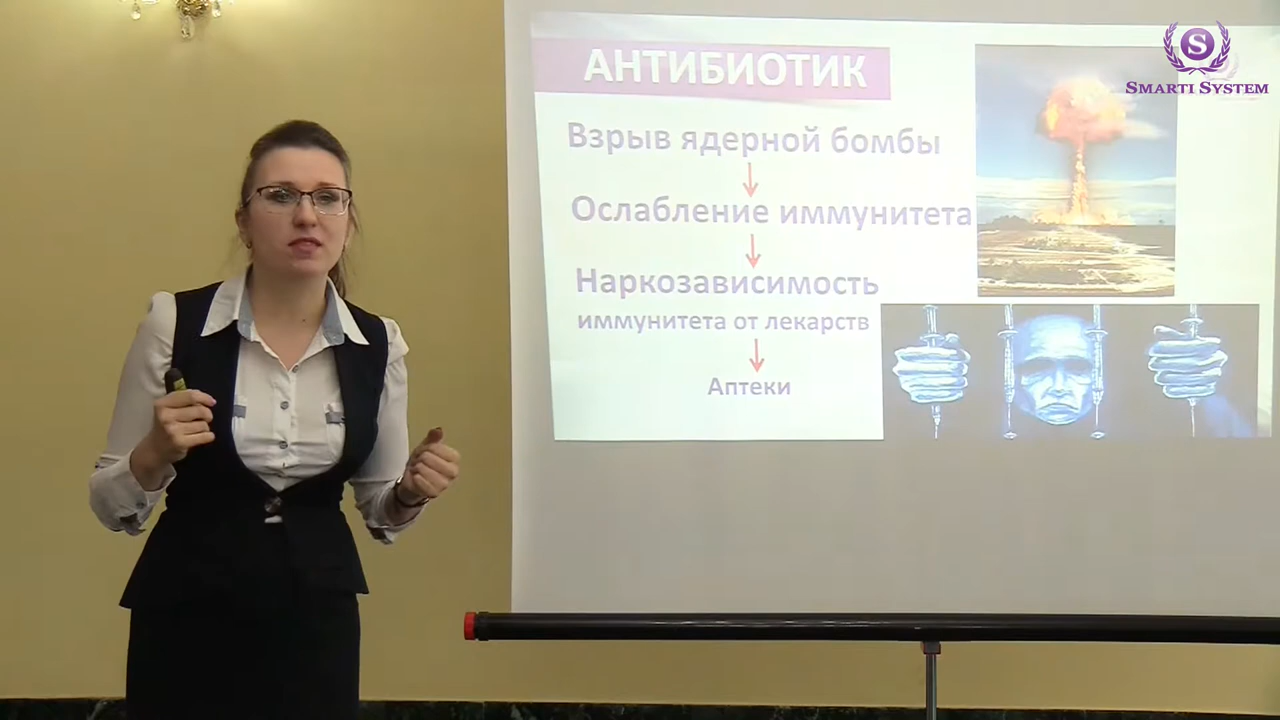 АНТИБИОТИК
Взрыв ядерной бомбы
Ослабление иммунитета
Наркозависимость
иммунитета от лекарств
Аптеки
S
SMARTI SYSTEM